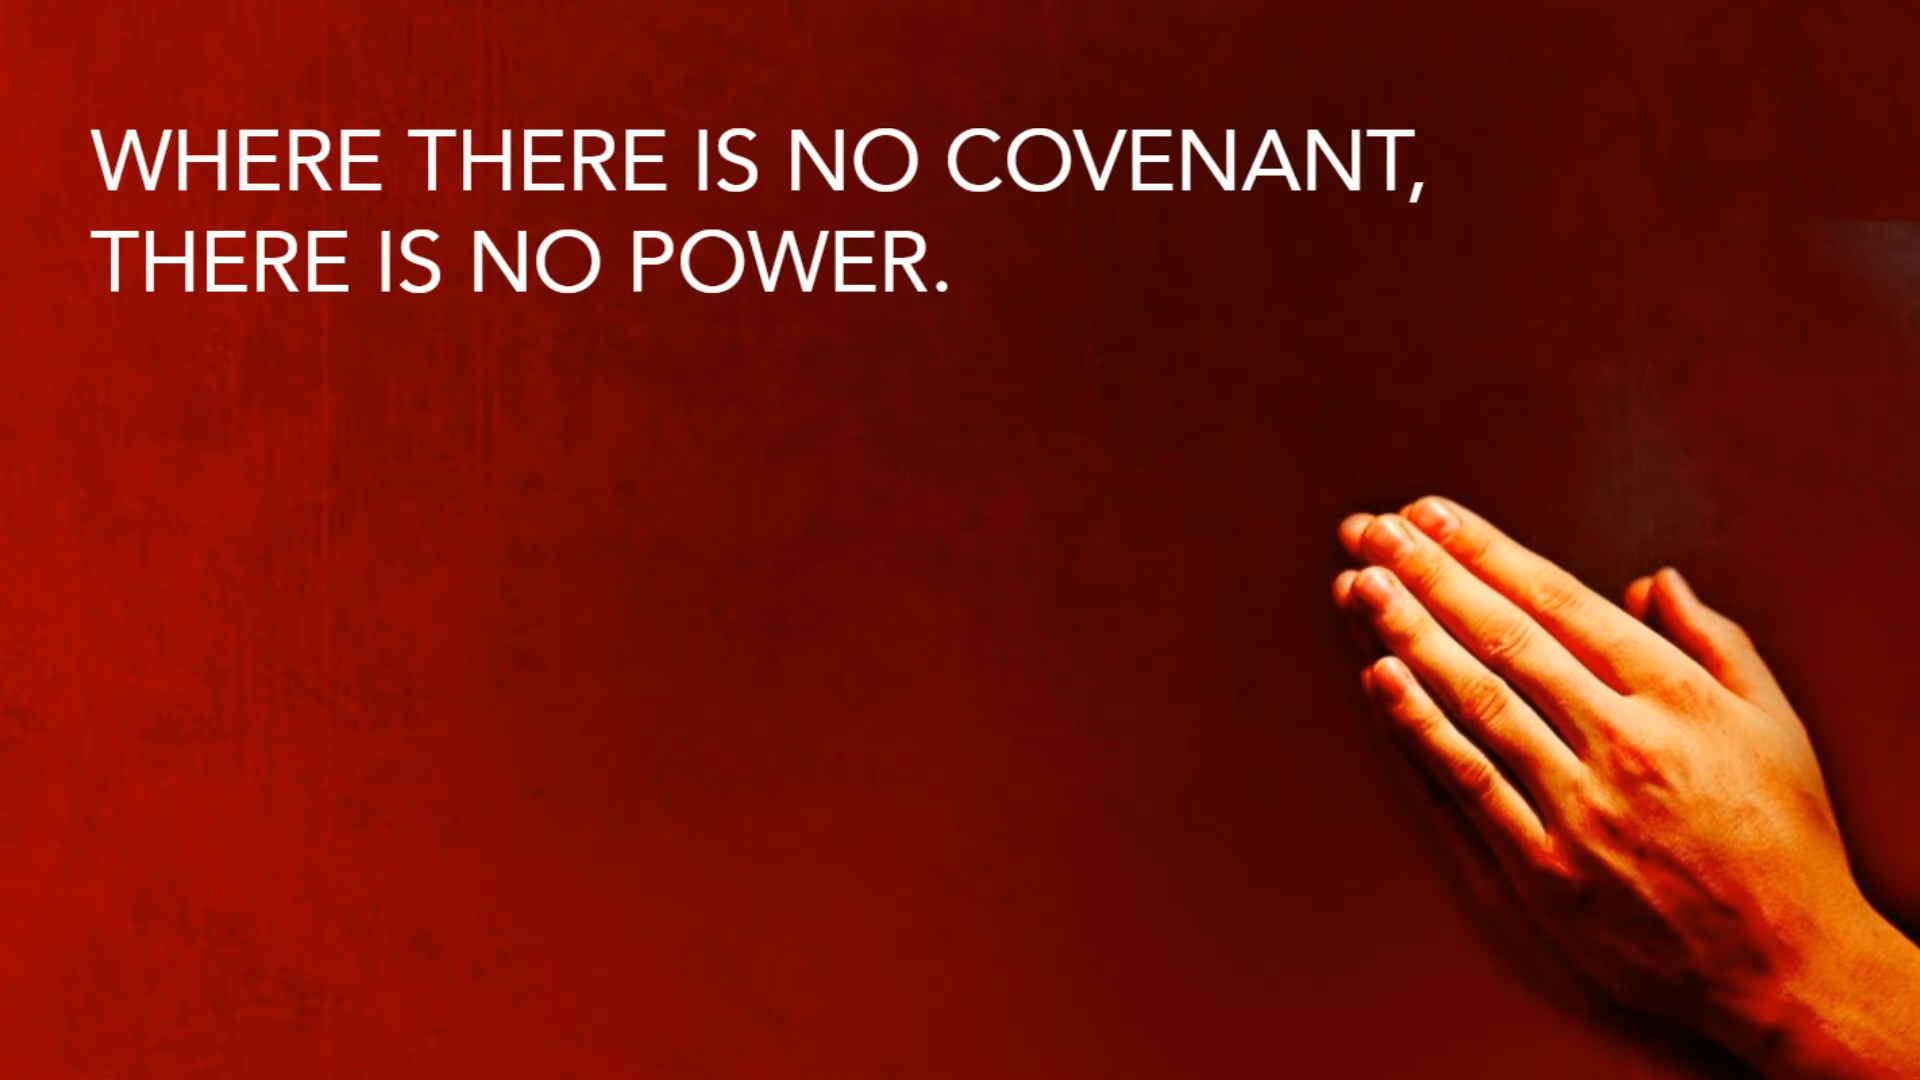 WHERE THERE IS NO COVENANT,
THERE IS NO POWER.